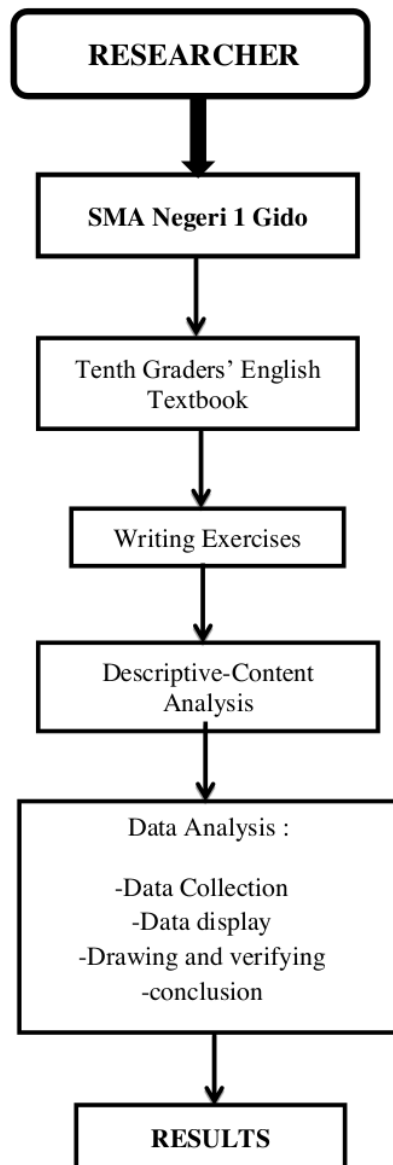 RESEARCHER
SMA Negeri 1 Gido
Tenth Graders’ English
Textbook
Writing Exercises
Descriptive-Content
Analysis
Data Analysis :
-Data Collection
-Data display
-Drawing and verifying
-conclusion
RESULTS